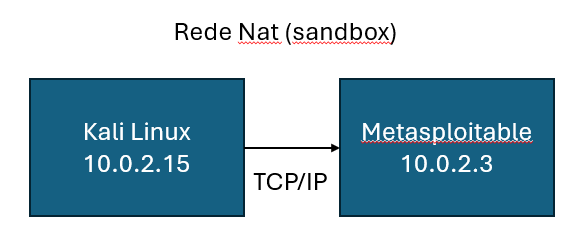 Rede Nat (sandbox)
Kali Linux
10.0.2.15
TCP/IP
Metasploitable
10.0.2.3